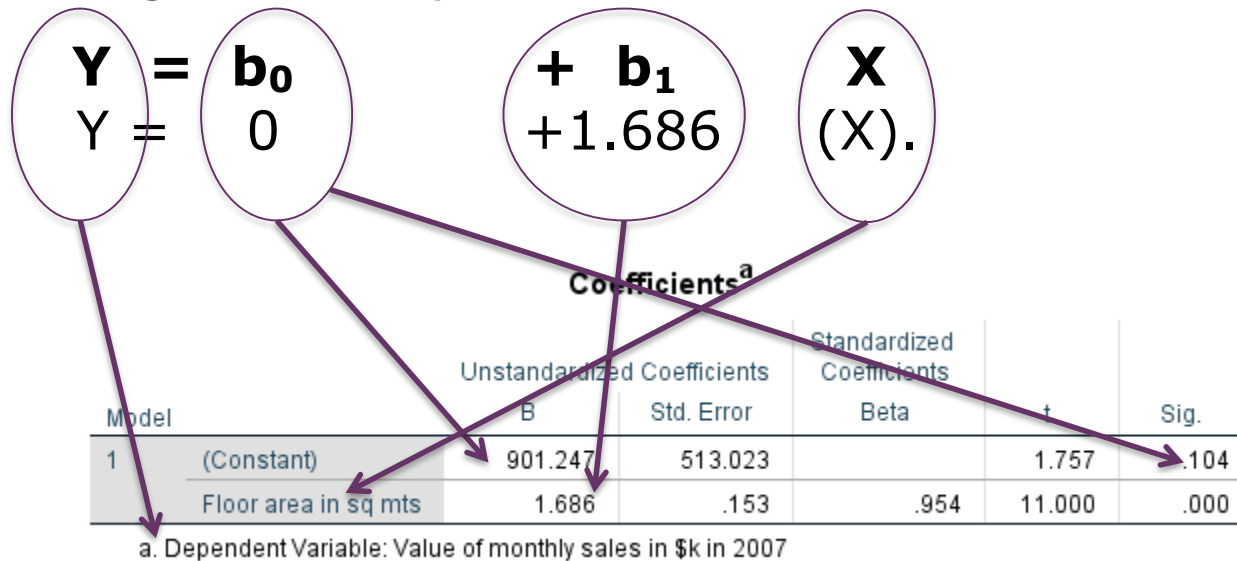 Y = b₀ + b₁ X
Y = 0 +1.686 (X).
Coefficientsᵃ
Standardized
Unstandardized Coefficients Coefficients
Model B Std. Error Beta t Sig.
1 (Constant) 901.247 513.023 1.757 .104
Floor area in sq mts 1.686 .153 .954 11.000 .000
a. Dependent Variable: Value of monthly sales in $k in 2007